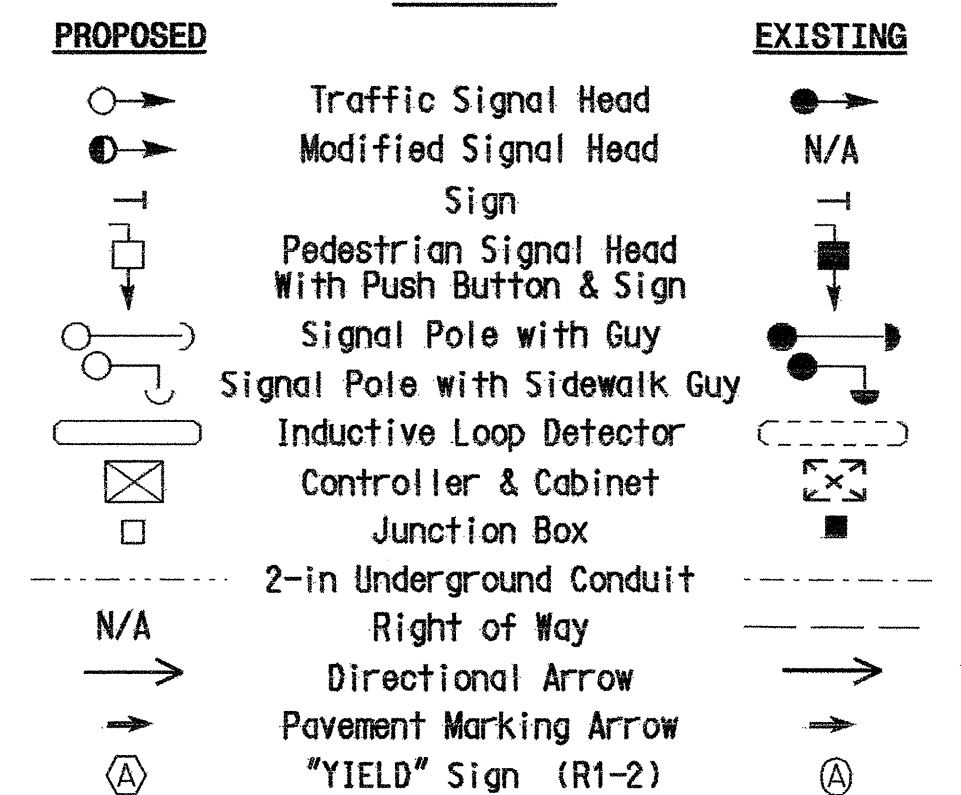 PROPOSED EXISTING
Traffic Signal Head
Modified Signal Head N/A
Sign
Pedestrian Signal Head
With Push Button & Sign
Signal Pole with Guy
Signal Pole with Sidewalk Guy
Inductive Loop Detector
Controller & Cabinet
Junction Box
2-in Underground Conduit
N/A Right of Way
Directional Arrow
Pavement Marking Arrow
A "YIELD" Sign (R1-2) A